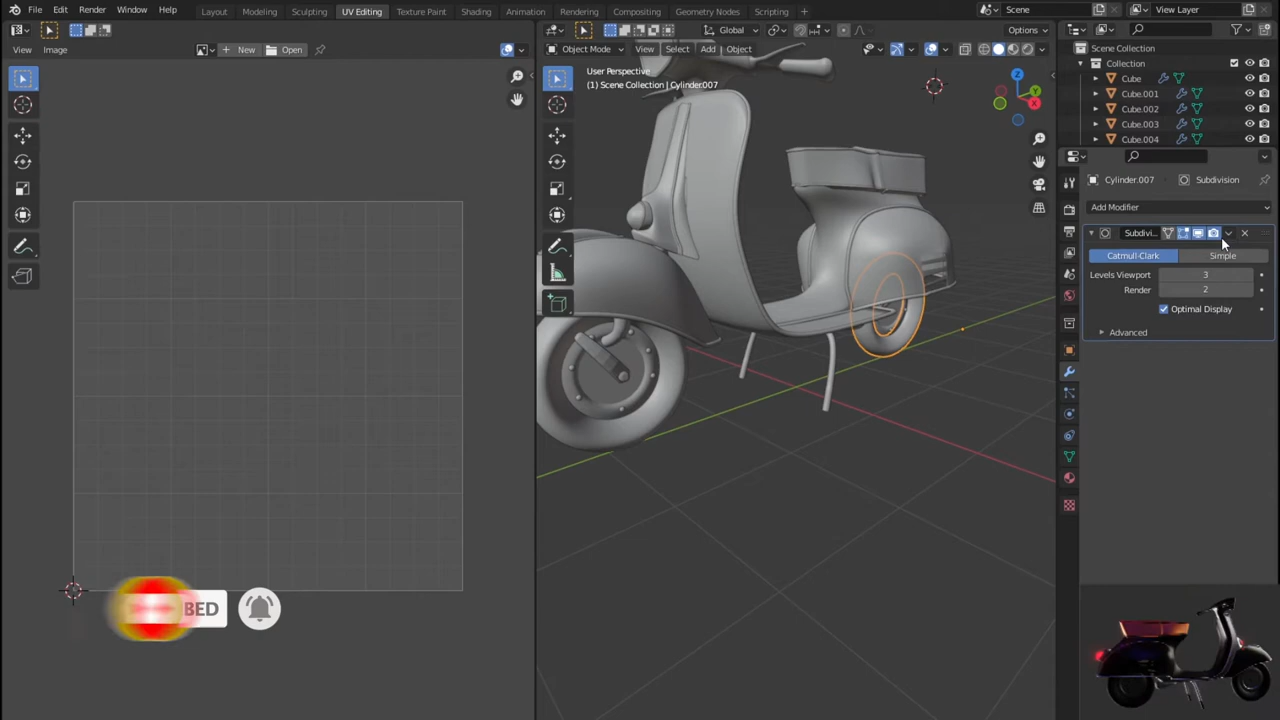 File Edit Render Window Help
Layout Modeling Sculpting UV Editing Texture Paint Shading Animation Rendering Compositing Geometry Nodes Scripting +
Scene
View Layer
View Image
New Open
Global
Options
Object Mode View Select Add Object
User Perspective
(1) Scene Collection | Cylinder.007
Z
Y
X
Scene Collection
Collection
Cube
Cube.001
Cube.002
Cube.003
Cube.004
Cylinder.007 Subdivision
Add Modifier
Subdivi...
Catmull-Clark Simple
Levels Viewport 3
Render 2
Optimal Display
Advanced
BED